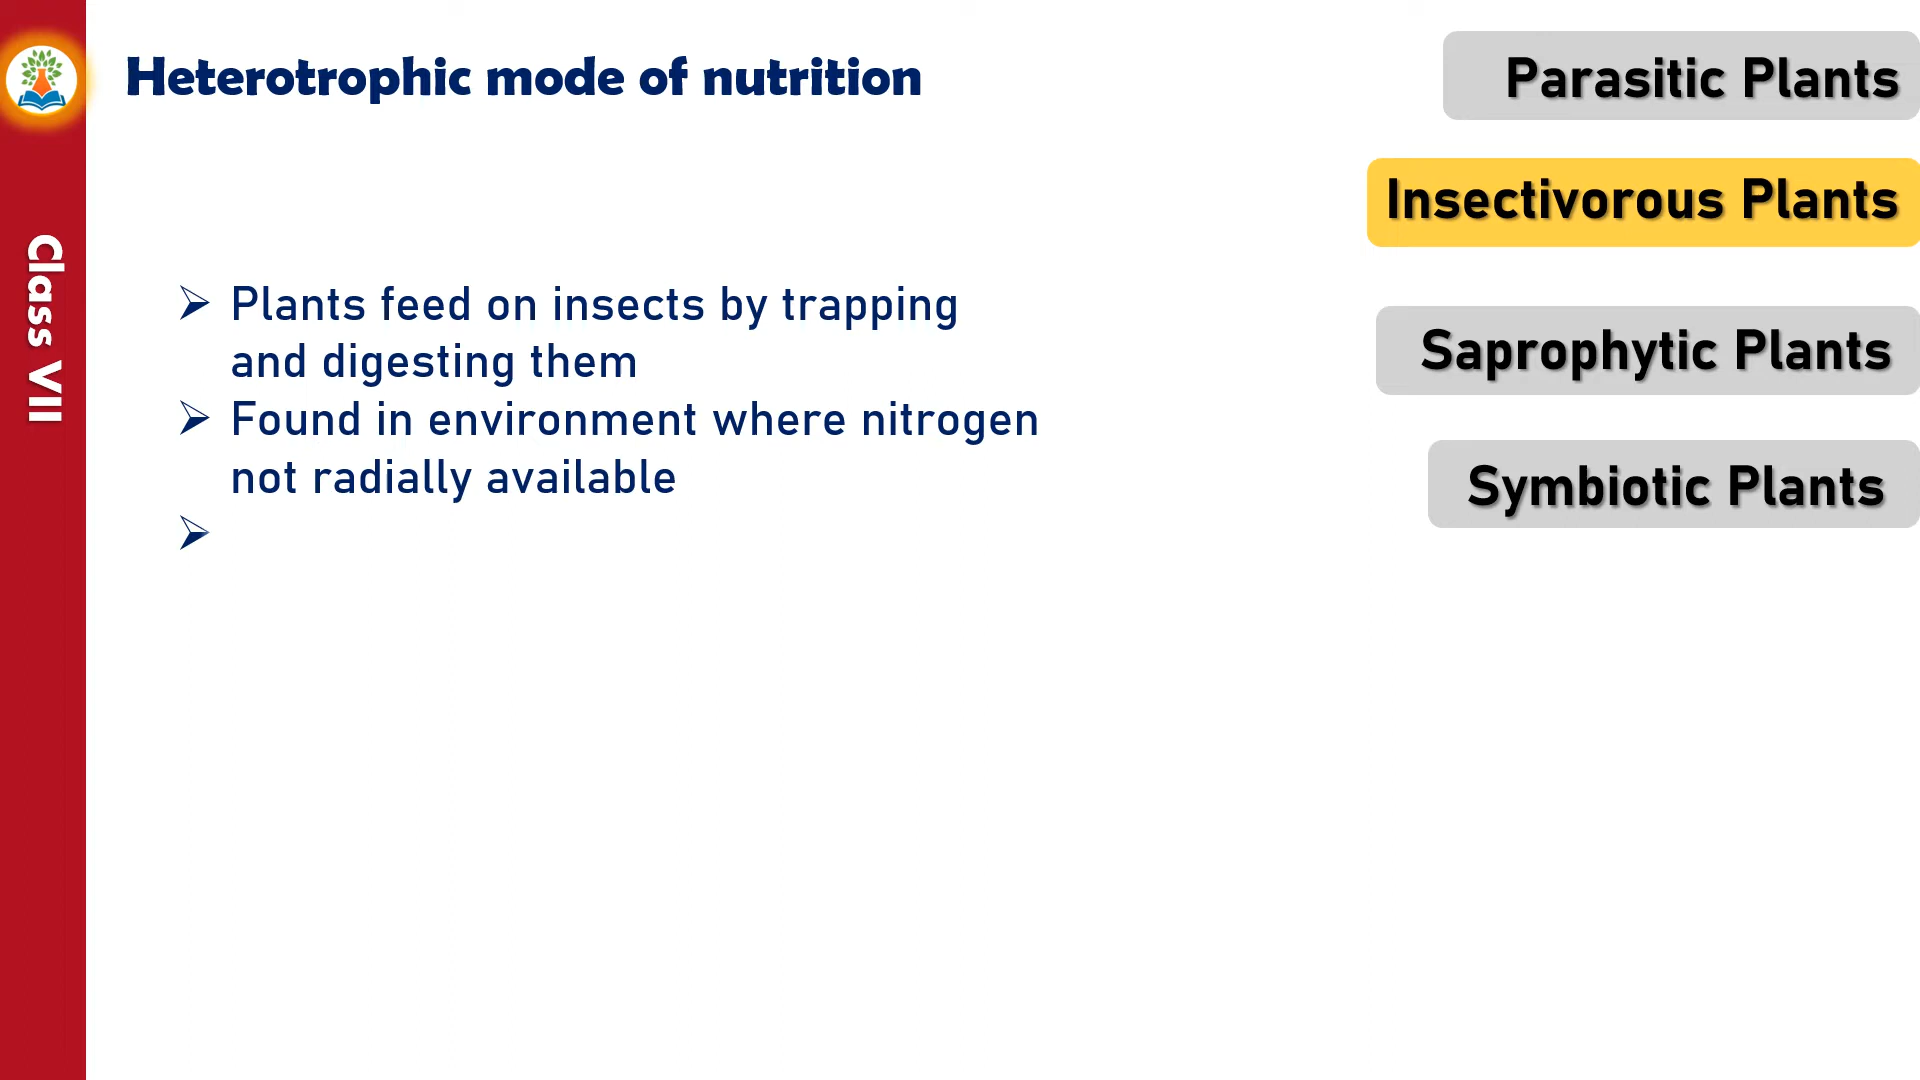 Heterotrophic mode of nutrition
Parasitic Plants
Insectivorous Plants
Saprophytic Plants
Symbiotic Plants
Class VII
➢ Plants feed on insects by trapping
and digesting them
➢ Found in environment where nitrogen
not radially available
➢